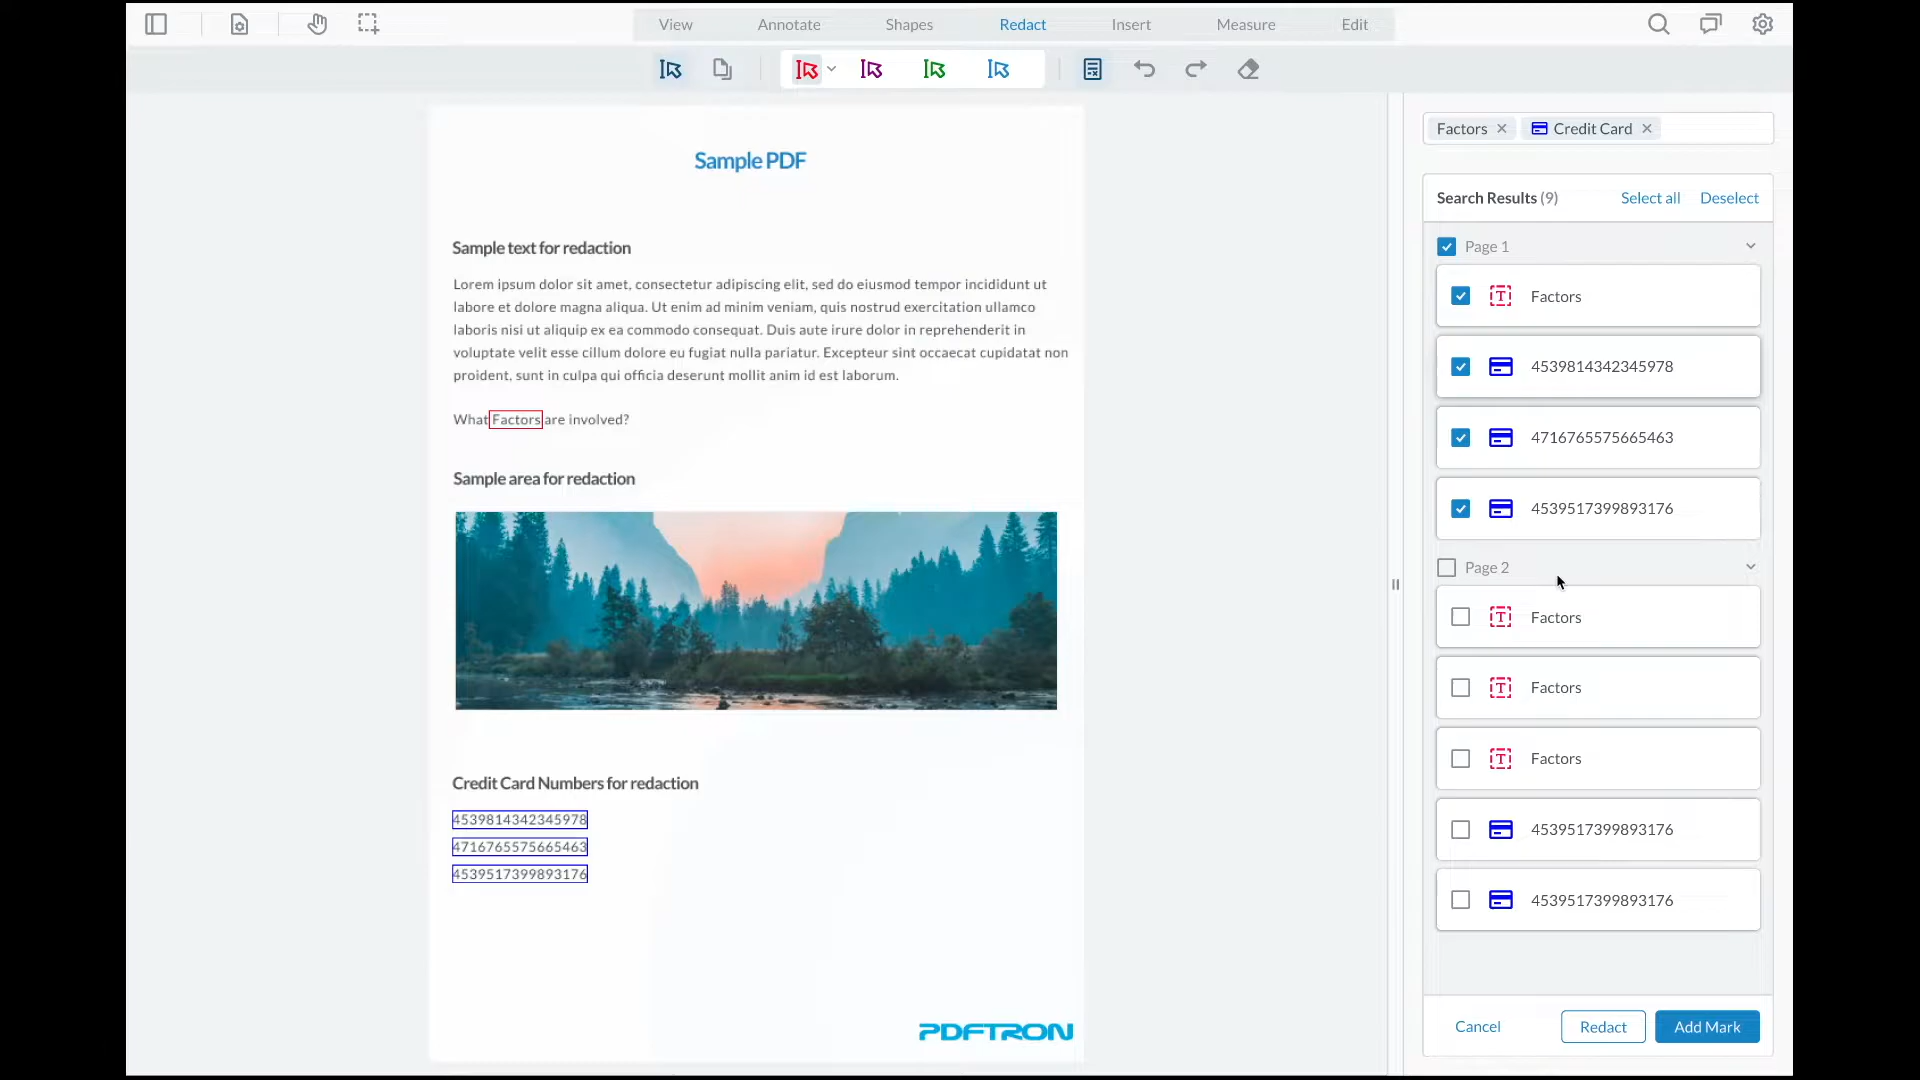 View Annotate Shapes Redact Insert Measure Edit
Factors Credit Card
Sample PDF
Sample text for redaction
Lorem ipsum dolor sit amet, consectetur adipiscing elit, sed do eiusmod tempor incididunt ut
labore et dolore magna aliqua. Ut enim ad minim veniam, quis nostrud exercitation ullamco
laboris nisi ut aliquip ex ea commodo consequat. Duis aute irure dolor in reprehenderit in
voluptate velit esse cillum dolore eu fugiat nulla pariatur. Excepteur sint occaecat cupidatat non
proident, sunt in culpa qui officia deserunt mollit anim id est laborum.
What Factors are involved?
Sample area for redaction
Credit Card Numbers for redaction
4539814342345978
4716765575665463
4539517399893176
PDFTRON
Search Results (9) Select all Deselect
Page 1
Factors
4539814342345978
4716765575665463
4539517399893176
Page 2
Factors
Factors
Factors
4539517399893176
4539517399893176
Cancel Redact Add Mark